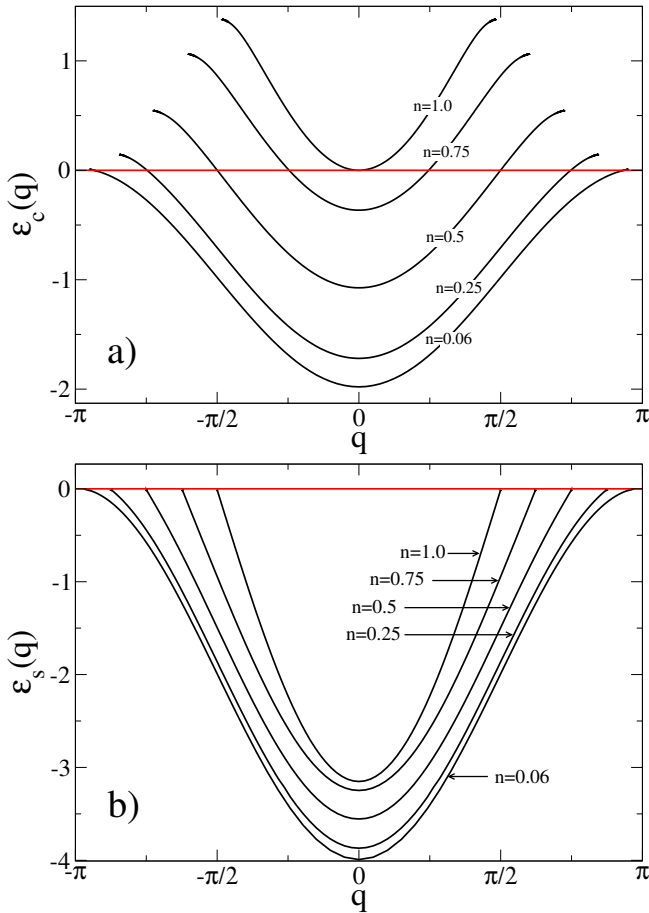 1
0
-1
-2
ε_c(q)
n=1.0
n=0.75
n=0.5
n=0.25
n=0.06
a)
-π -π/2 0 π/2 π
q
0
-1
-2
-3
-4
ε_s(q)
n=1.0
n=0.75
n=0.5
n=0.25
n=0.06
b)
-π -π/2 0 π/2 π
q